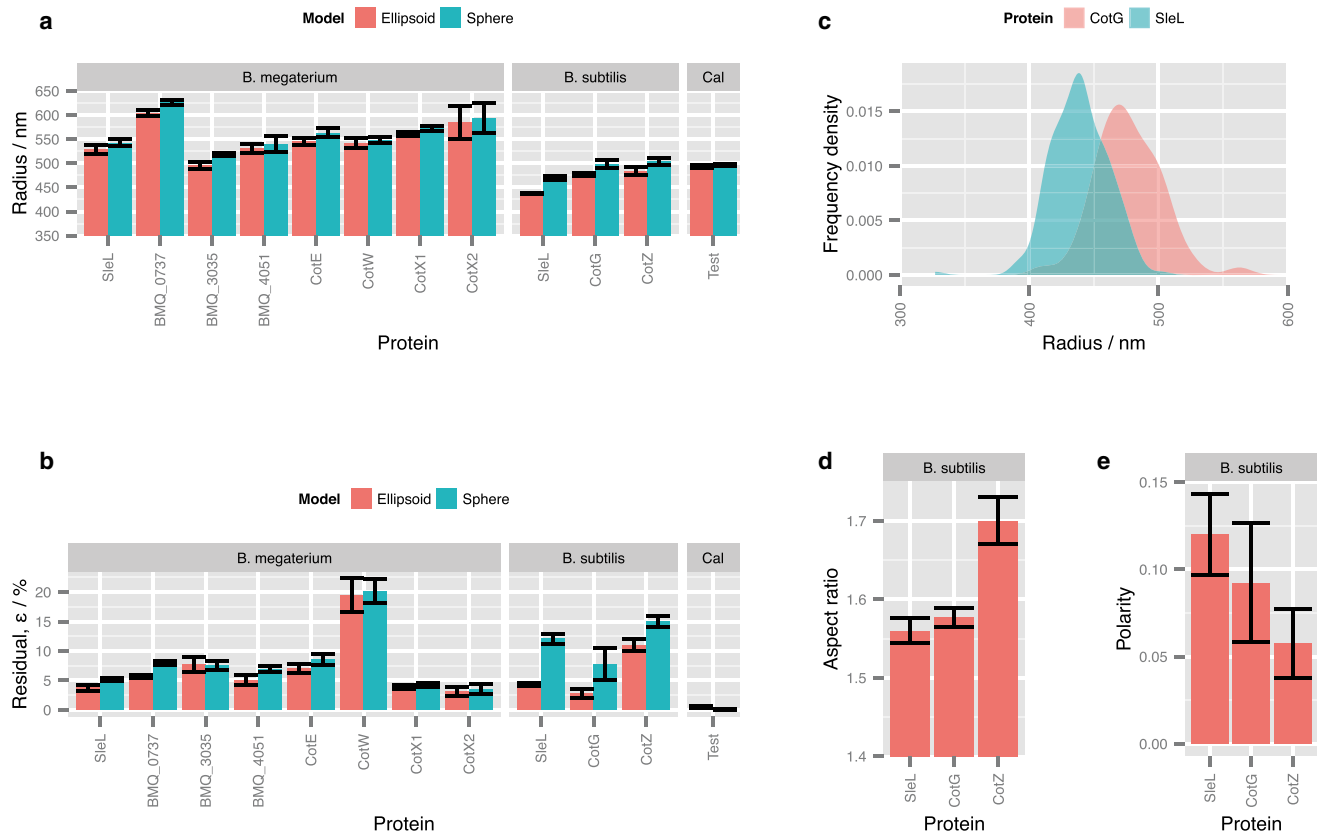 a
Model Ellipsoid Sphere
B. megaterium B. subtilis Cal
Radius / nm
650
600
550
500
450
400
350
SleL BMQ_0737 BMQ_3035 BMQ_4051 CotE CotW CotX1 CotX2 SleL CotG CotZ Test
Protein
c
Protein CotG SleL
Frequency density
0.015
0.010
0.005
0.000
300 400 500 600
Radius / nm
b
Model Ellipsoid Sphere
B. megaterium B. subtilis Cal
Residual, ε / %
20
15
10
5
0
SleL BMQ_0737 BMQ_3035 BMQ_4051 CotE CotW CotX1 CotX2 SleL CotG CotZ Test
Protein
d
B. subtilis
Aspect ratio
1.7
1.6
1.5
1.4
SleL CotG CotZ
Protein
e
B. subtilis
Polarity
0.15
0.10
0.05
0.00
SleL CotG CotZ
Protein